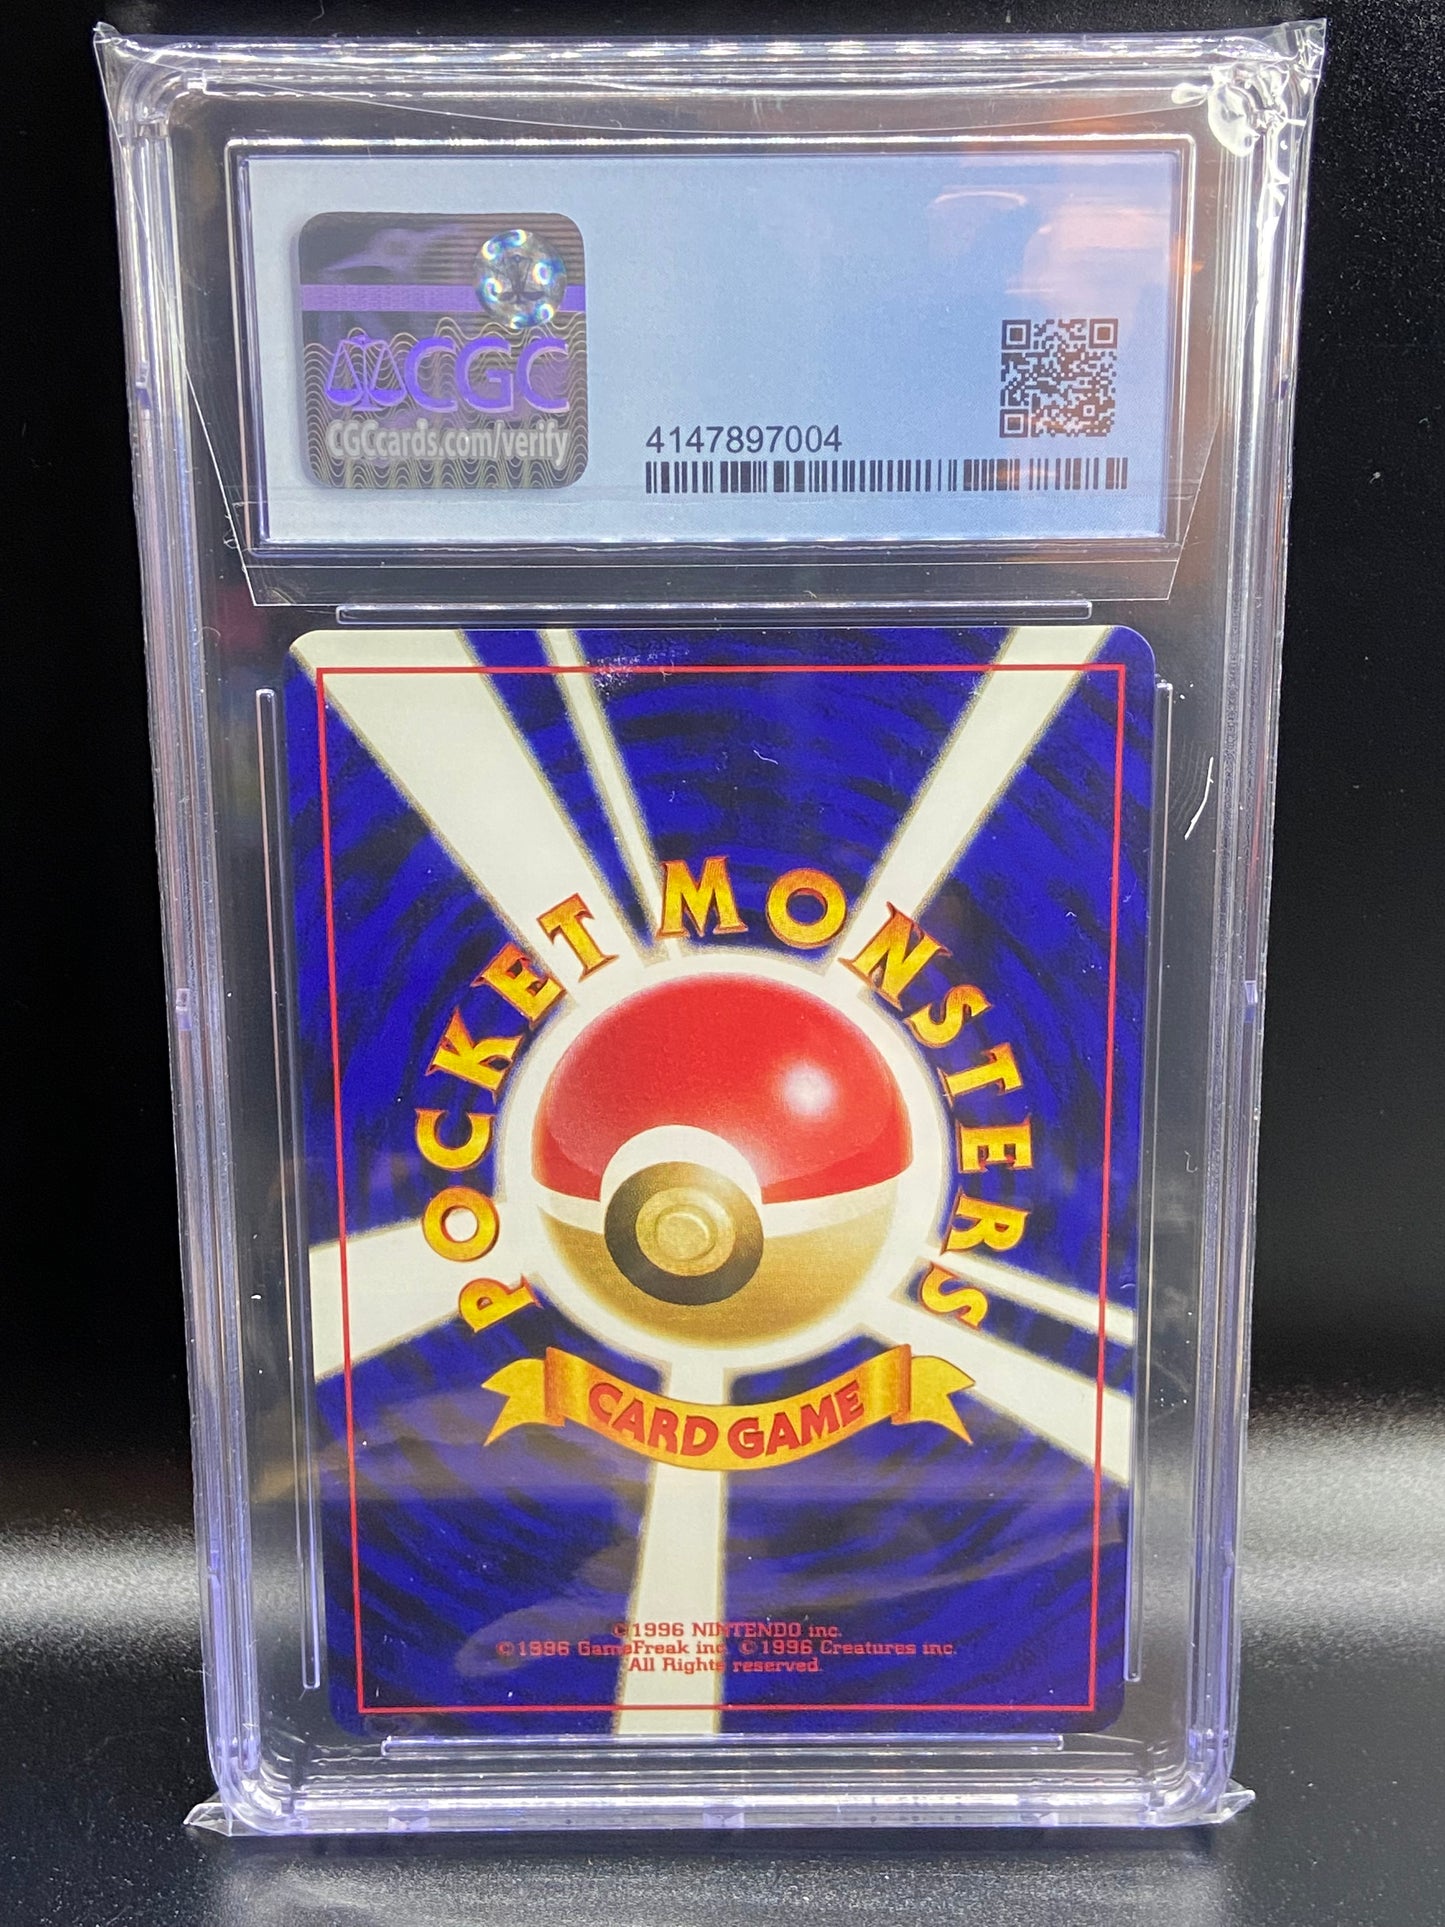 CGC
CGCcards.com/verify
4147897004
POCKET MONSTERS
CARD GAME
©1996 NINTENDO inc.
©1996 GameFreak inc. ©1996 Creatures inc.
All Rights reserved.